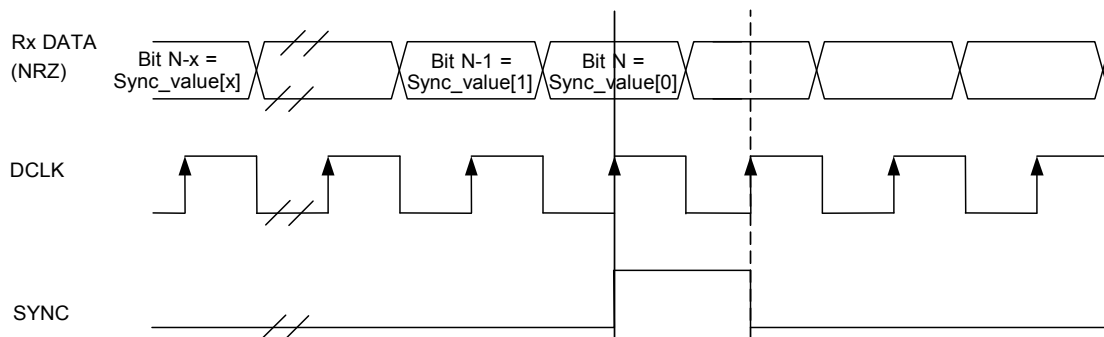 Rx DATA
(NRZ)
Bit N-x =
Sync_value[x]
Bit N-1 =
Sync_value[1]
Bit N =
Sync_value[0]
DCLK
SYNC